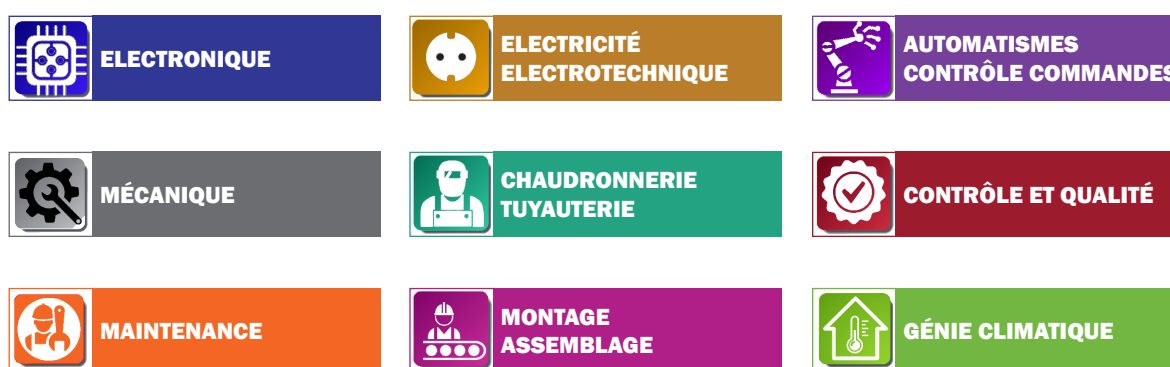 ELECTRONIQUE
ELECTRICITÉ
ELECTROTECHNIQUE
AUTOMATISMES
CONTRÔLE COMMANDES
MÉCANIQUE
CHAUDRONNERIE
TUYAUTERIE
CONTRÔLE ET QUALITÉ
MAINTENANCE
MONTAGE
ASSEMBLAGE
GÉNIE CLIMATIQUE